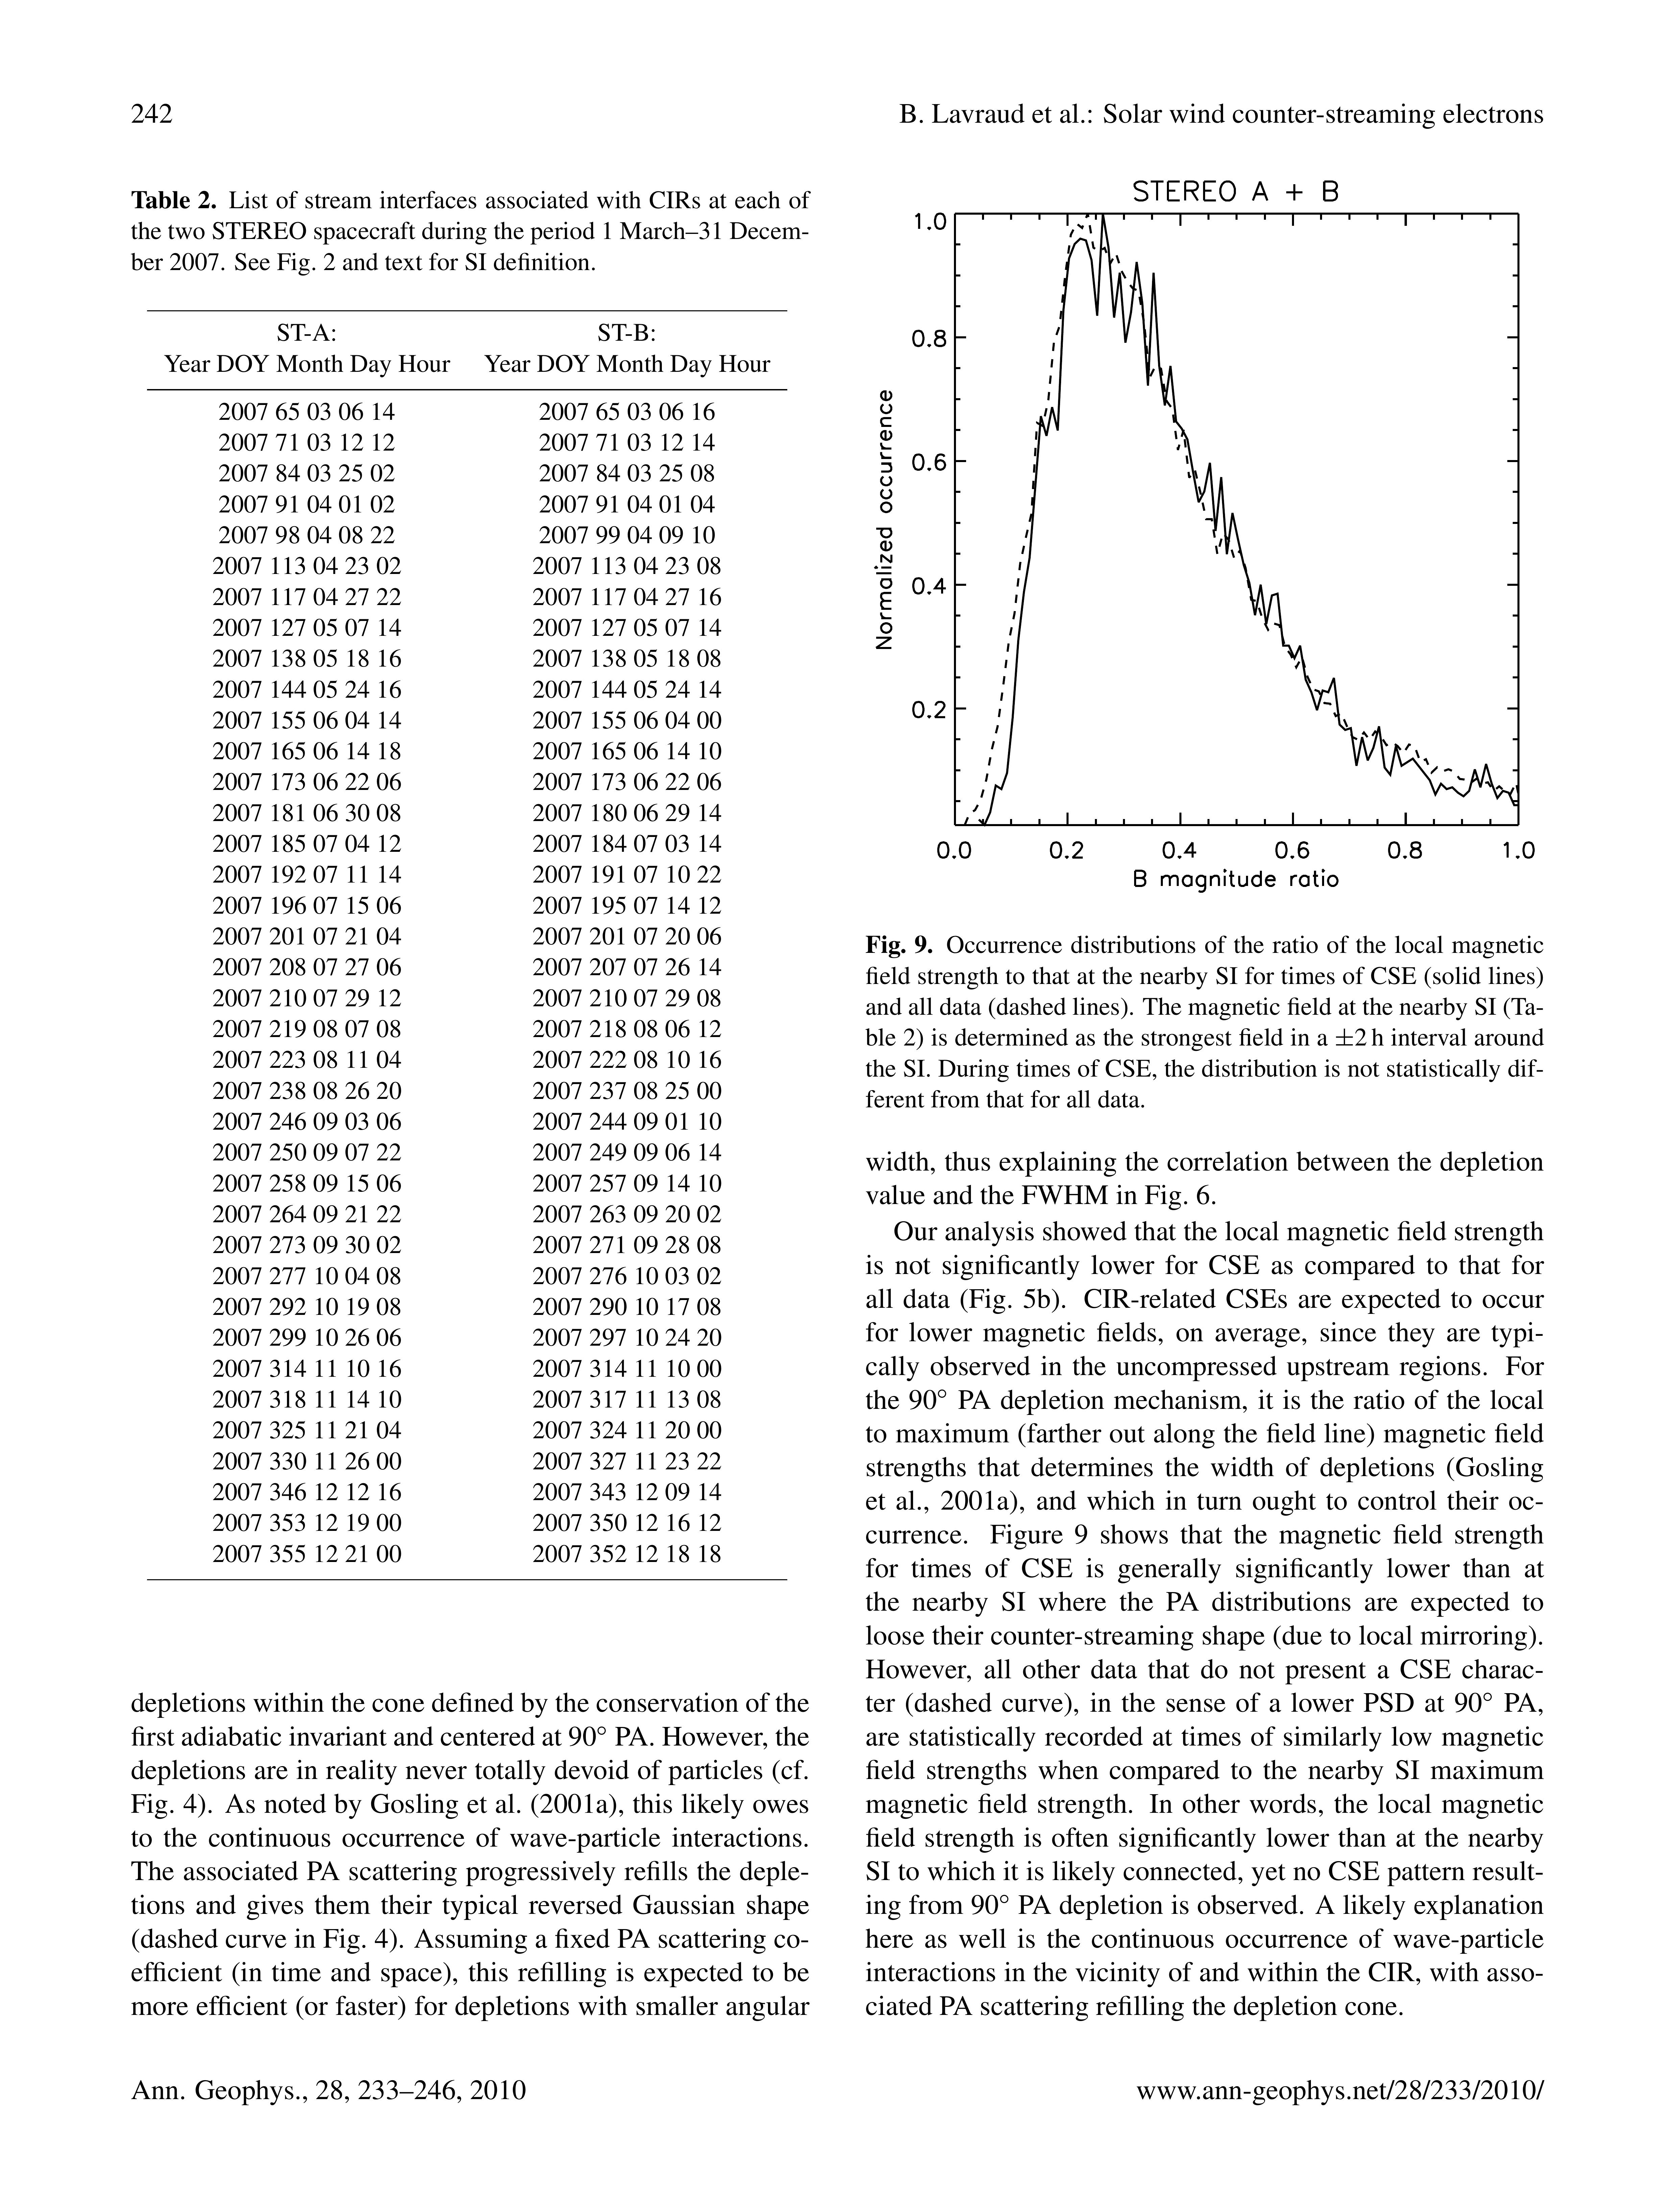 242
B. Lavraud et al.: Solar wind counter-streaming electrons
Table 2. List of stream interfaces associated with CIRs at each of
the two STEREO spacecraft during the period 1 March–31 Decem-
ber 2007. See Fig. 2 and text for SI definition.
ST-A: ST-B:
Year DOY Month Day Hour Year DOY Month Day Hour
2007 65 03 06 14 2007 65 03 06 16
2007 71 03 12 12 2007 71 03 12 14
2007 84 03 25 02 2007 84 03 25 08
2007 91 04 01 02 2007 91 04 01 04
2007 98 04 08 22 2007 99 04 09 10
2007 113 04 23 02 2007 113 04 23 08
2007 117 04 27 22 2007 117 04 27 16
2007 127 05 07 14 2007 127 05 07 14
2007 138 05 18 16 2007 138 05 18 08
2007 144 05 24 16 2007 144 05 24 14
2007 155 06 04 14 2007 155 06 04 00
2007 165 06 14 18 2007 165 06 14 10
2007 173 06 22 06 2007 173 06 22 06
2007 181 06 30 08 2007 180 06 29 14
2007 185 07 04 12 2007 184 07 03 14
2007 192 07 11 14 2007 191 07 10 22
2007 196 07 15 06 2007 195 07 14 12
2007 201 07 21 04 2007 201 07 20 06
2007 208 07 27 06 2007 207 07 26 14
2007 210 07 29 12 2007 210 07 29 08
2007 219 08 07 08 2007 218 08 06 12
2007 223 08 11 04 2007 222 08 10 16
2007 238 08 26 20 2007 237 08 25 00
2007 246 09 03 06 2007 244 09 01 10
2007 250 09 07 22 2007 249 09 06 14
2007 258 09 15 06 2007 257 09 14 10
2007 264 09 21 22 2007 263 09 20 02
2007 273 09 30 02 2007 271 09 28 08
2007 277 10 04 08 2007 276 10 03 02
2007 292 10 19 08 2007 290 10 17 08
2007 299 10 26 06 2007 297 10 24 20
2007 314 11 10 16 2007 314 11 10 00
2007 318 11 14 10 2007 317 11 13 08
2007 325 11 21 04 2007 324 11 20 00
2007 330 11 26 00 2007 327 11 23 22
2007 346 12 12 16 2007 343 12 09 14
2007 353 12 19 00 2007 350 12 16 12
2007 355 12 21 00 2007 352 12 18 18
depletions within the cone defined by the conservation of the
first adiabatic invariant and centered at 90° PA. However, the
depletions are in reality never totally devoid of particles (cf.
Fig. 4). As noted by Gosling et al. (2001a), this likely owes
to the continuous occurrence of wave-particle interactions.
The associated PA scattering progressively refills the deple-
tions and gives them their typical reversed Gaussian shape
(dashed curve in Fig. 4). Assuming a fixed PA scattering co-
efficient (in time and space), this refilling is expected to be
more efficient (or faster) for depletions with smaller angular
STEREO A + B
1.0
0.8
0.6
0.4
0.2
Normalized occurrence
0.0 0.2 0.4 0.6 0.8 1.0
B magnitude ratio
Fig. 9. Occurrence distributions of the ratio of the local magnetic
field strength to that at the nearby SI for times of CSE (solid lines)
and all data (dashed lines). The magnetic field at the nearby SI (Ta-
ble 2) is determined as the strongest field in a ±2 h interval around
the SI. During times of CSE, the distribution is not statistically dif-
ferent from that for all data.
width, thus explaining the correlation between the depletion
value and the FWHM in Fig. 6.
Our analysis showed that the local magnetic field strength
is not significantly lower for CSE as compared to that for
all data (Fig. 5b). CIR-related CSEs are expected to occur
for lower magnetic fields, on average, since they are typi-
cally observed in the uncompressed upstream regions. For
the 90° PA depletion mechanism, it is the ratio of the local
to maximum (farther out along the field line) magnetic field
strengths that determines the width of depletions (Gosling
et al., 2001a), and which in turn ought to control their oc-
currence. Figure 9 shows that the magnetic field strength
for times of CSE is generally significantly lower than at
the nearby SI where the PA distributions are expected to
loose their counter-streaming shape (due to local mirroring).
However, all other data that do not present a CSE charac-
ter (dashed curve), in the sense of a lower PSD at 90° PA,
are statistically recorded at times of similarly low magnetic
field strengths when compared to the nearby SI maximum
magnetic field strength. In other words, the local magnetic
field strength is often significantly lower than at the nearby
SI to which it is likely connected, yet no CSE pattern result-
ing from 90° PA depletion is observed. A likely explanation
here as well is the continuous occurrence of wave-particle
interactions in the vicinity of and within the CIR, with asso-
ciated PA scattering refilling the depletion cone.
Ann. Geophys., 28, 233–246, 2010
www.ann-geophys.net/28/233/2010/